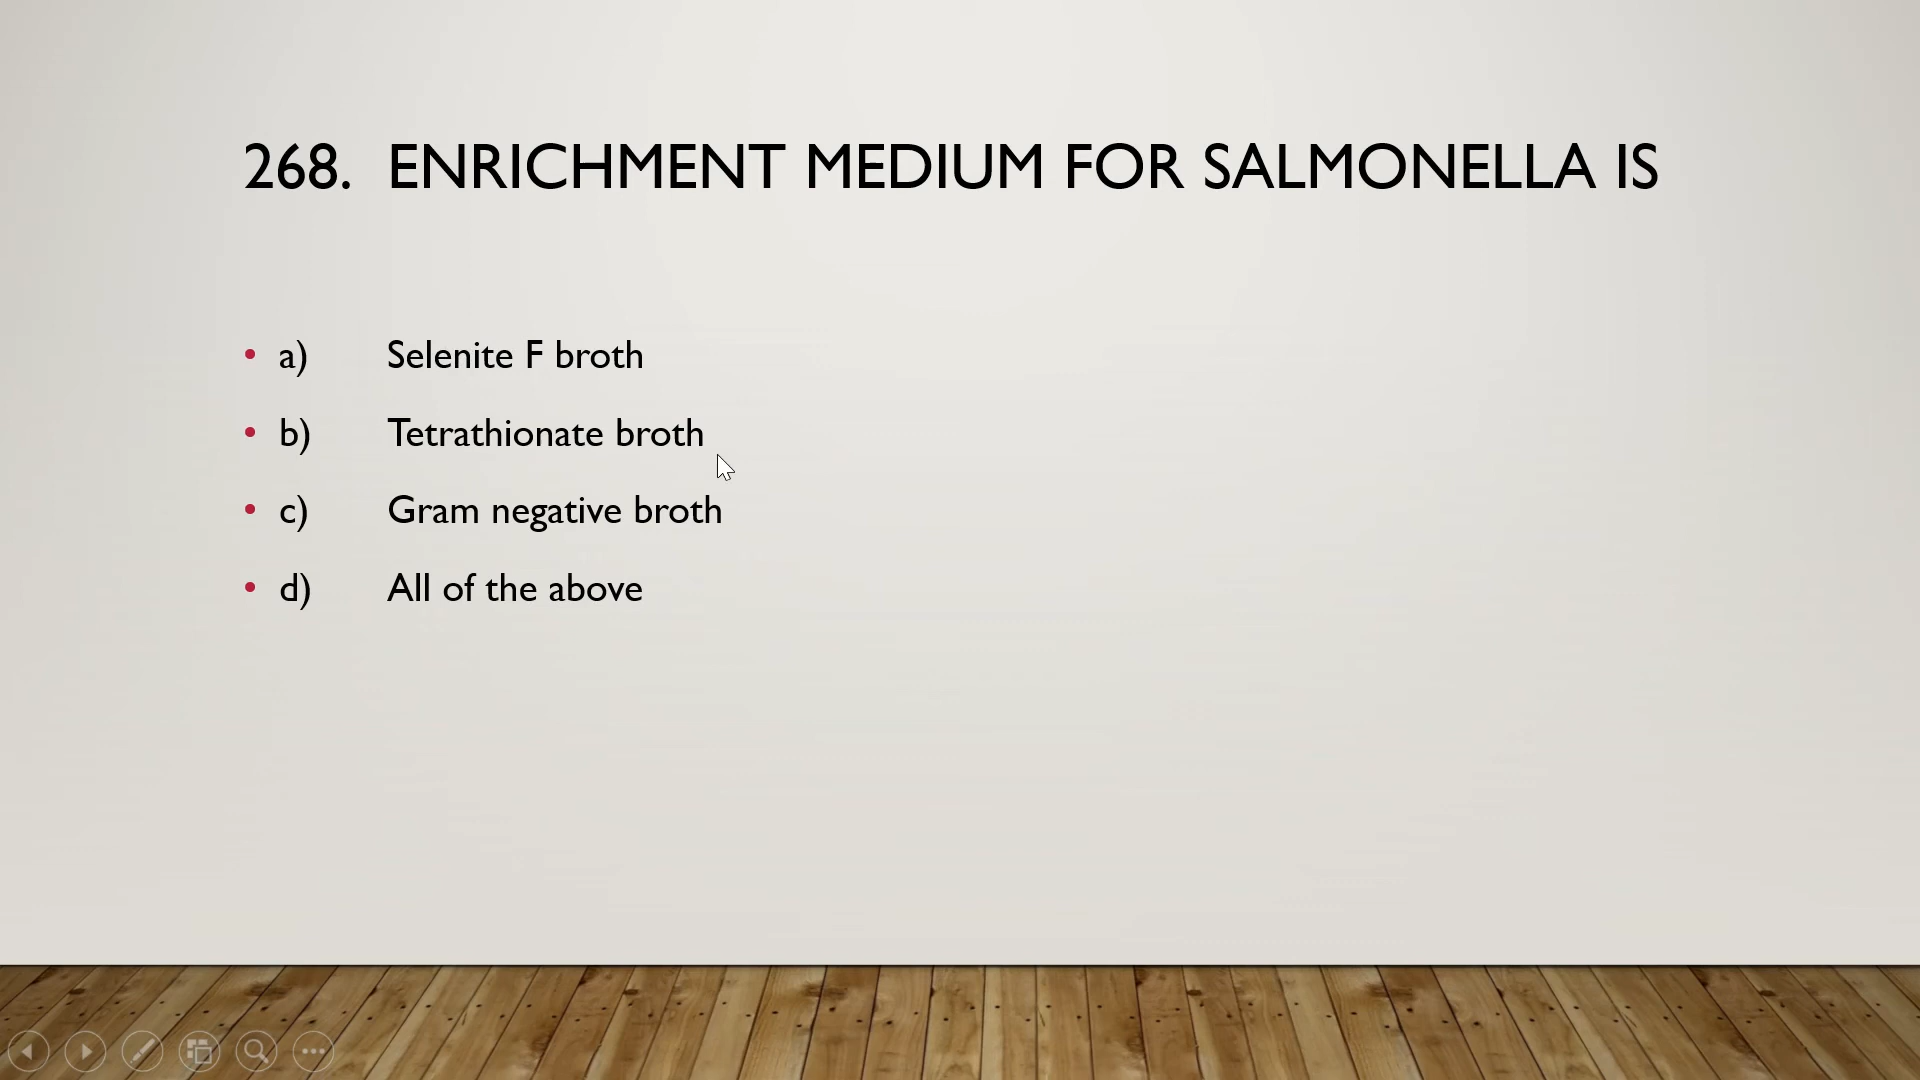 268. ENRICHMENT MEDIUM FOR SALMONELLA IS
• a) Selenite F broth
• b) Tetrathionate broth
• c) Gram negative broth
• d) All of the above